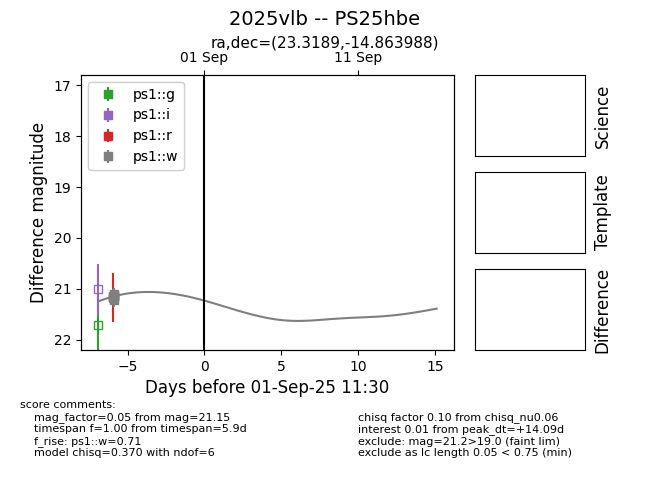 2025vlb -- PS25hbe
ra,dec=(23.3189,-14.863988)
01 Sep 11 Sep
17
18
19
20
21
22
Difference magnitude
ps1::g
ps1::i
ps1::r
ps1::w
−5 0 5 10 15
Days before 01-Sep-25 11:30
Science
Template
Difference
score comments:
mag_factor=0.05 from mag=21.15
timespan f=1.00 from timespan=5.9d
f_rise: ps1::w=0.71
model chisq=0.370 with ndof=6
chisq factor 0.10 from chisq_nu0.06
interest 0.01 from peak_dt=+14.09d
exclude: mag=21.2>19.0 (faint lim)
exclude as lc length 0.05 < 0.75 (min)